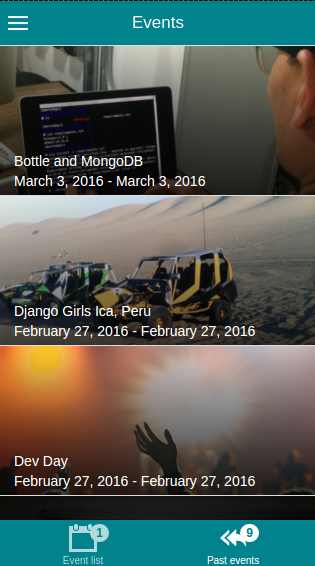 Events
Bottle and MongoDB
March 3, 2016 - March 3, 2016
Django Girls Ica, Peru
February 27, 2016 - February 27, 2016
Dev Day
February 27, 2016 - February 27, 2016
1
9
Event list
Past events